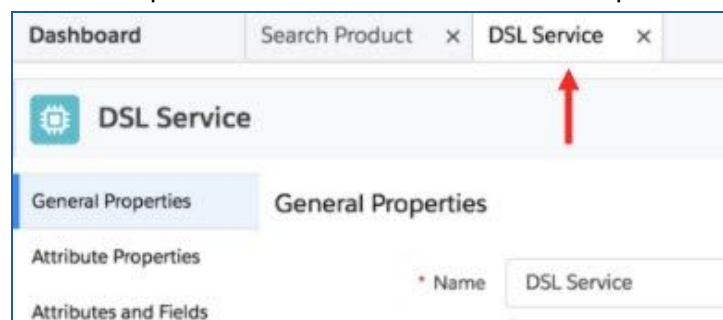 Dashboard Search Product × DSL Service ×
DSL Service
General Properties General Properties
Attribute Properties
* Name DSL Service
Attributes and Fields